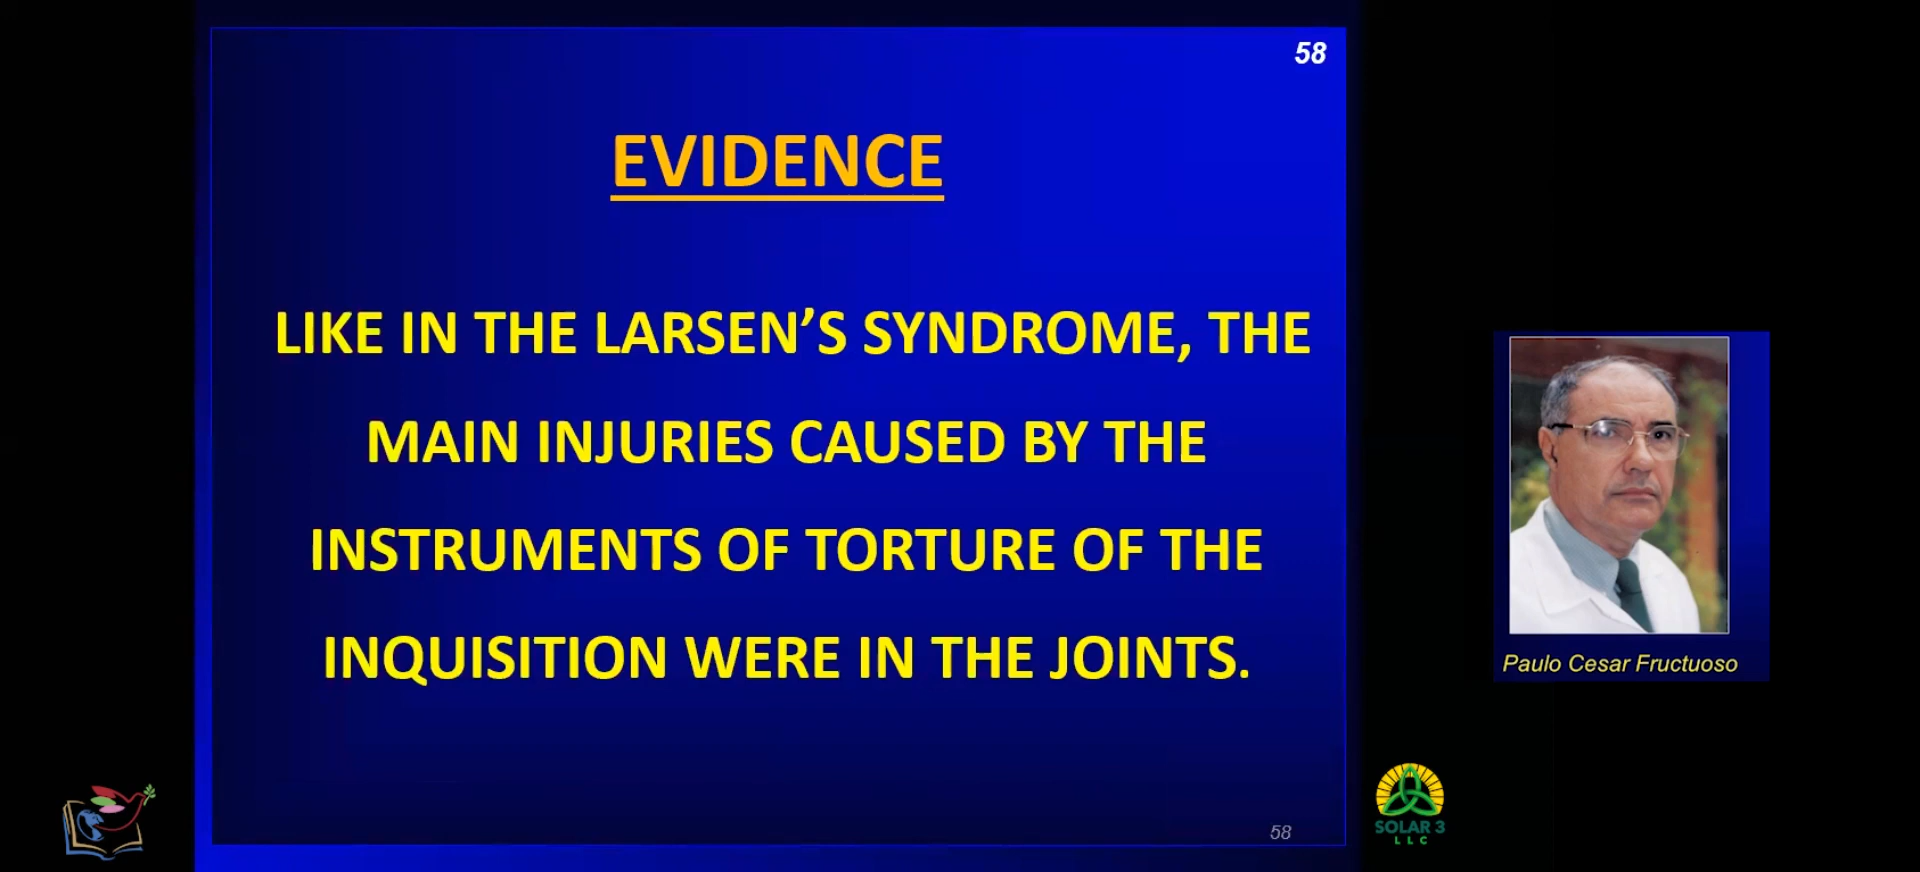 58
EVIDENCE
LIKE IN THE LARSEN’S SYNDROME, THE
MAIN INJURIES CAUSED BY THE
INSTRUMENTS OF TORTURE OF THE
INQUISITION WERE IN THE JOINTS.
Paulo Cesar Fructuoso
58
SOLAR 3
LLC